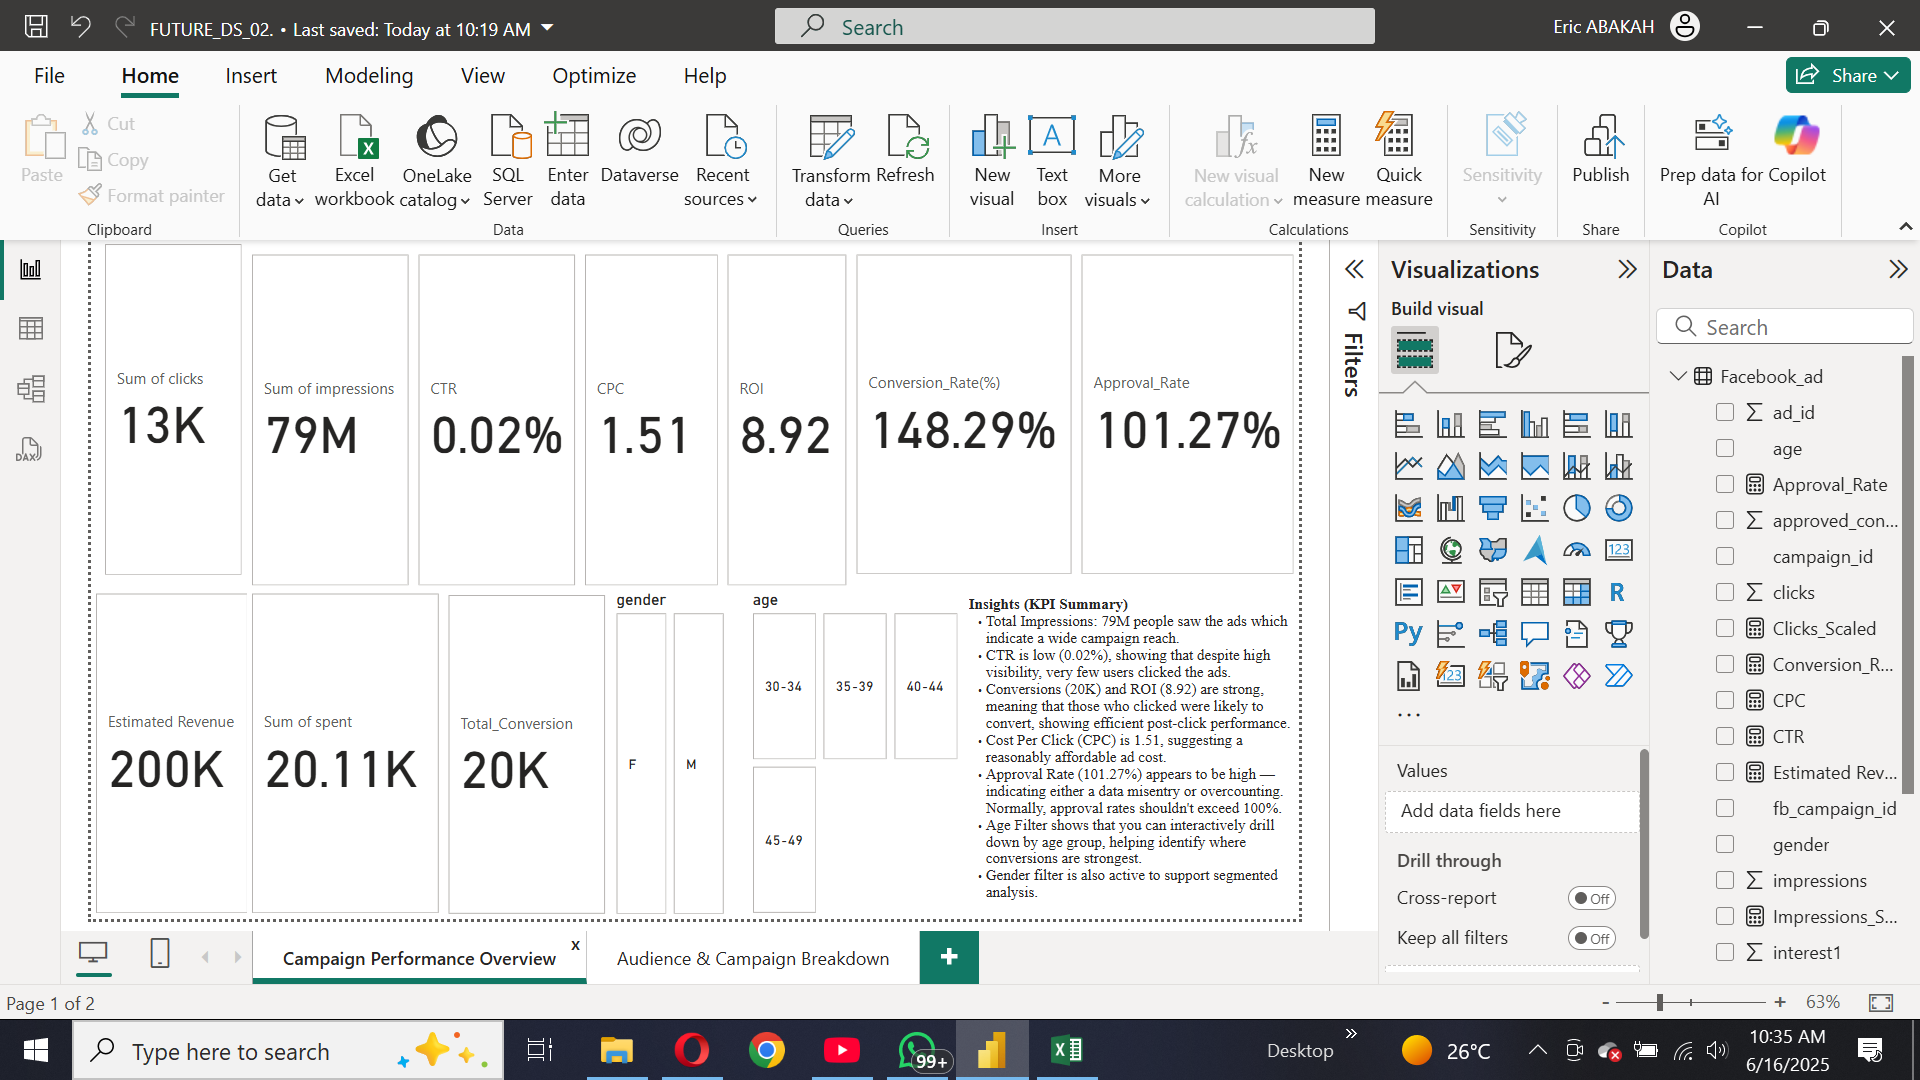 FUTURE_DS_02. • Last saved: Today at 10:19 AM
Search
Eric ABAKAH
File
Home
Insert
Modeling
View
Optimize
Help
Share
Paste
Cut
Copy
Format painter
Clipboard
Get data
Excel workbook
OneLake catalog
SQL Server
Enter data
Dataverse
Recent sources
Data
Transform data
Refresh
Queries
New visual
Text box
More visuals
Insert
New visual calculation
New measure
Quick measure
Calculations
Sensitivity
Sensitivity
Publish
Share
Prep data for AI
Copilot
Copilot
Sum of clicks
13K
Sum of impressions
79M
CTR
0.02%
CPC
1.51
ROI
8.92
Conversion_Rate(%)
148.29%
Approval_Rate
101.27%
Estimated Revenue
200K
Sum of spent
20.11K
Total_Conversion
20K
gender
F
M
age
30-34
35-39
40-44
45-49
Insights (KPI Summary)
• Total Impressions: 79M people saw the ads which
indicate a wide campaign reach.
• CTR is low (0.02%), showing that despite high
visibility, very few users clicked the ads.
• Conversions (20K) and ROI (8.92) are strong,
meaning that those who clicked were likely to
convert, showing efficient post-click performance.
• Cost Per Click (CPC) is 1.51, suggesting a
reasonably affordable ad cost.
• Approval Rate (101.27%) appears to be high —
indicating either a data misentry or overcounting.
Normally, approval rates shouldn't exceed 100%.
• Age Filter shows that you can interactively drill
down by age group, helping identify where
conversions are strongest.
• Gender filter is also active to support segmented
analysis.
Filters
Visualizations
Build visual
123
R
Py
123
...
Values
Add data fields here
Drill through
Cross-report
Off
Keep all filters
Off
Data
Search
Facebook_ad
ad_id
age
Approval_Rate
approved_con...
campaign_id
clicks
Clicks_Scaled
Conversion_R...
CPC
CTR
Estimated Rev...
fb_campaign_id
gender
impressions
Impressions_S...
interest1
DAX
Campaign Performance Overview
x
Audience & Campaign Breakdown
+
Page 1 of 2
- + 63%
Type here to search
99+
Desktop
26°C
10:35 AM
6/16/2025